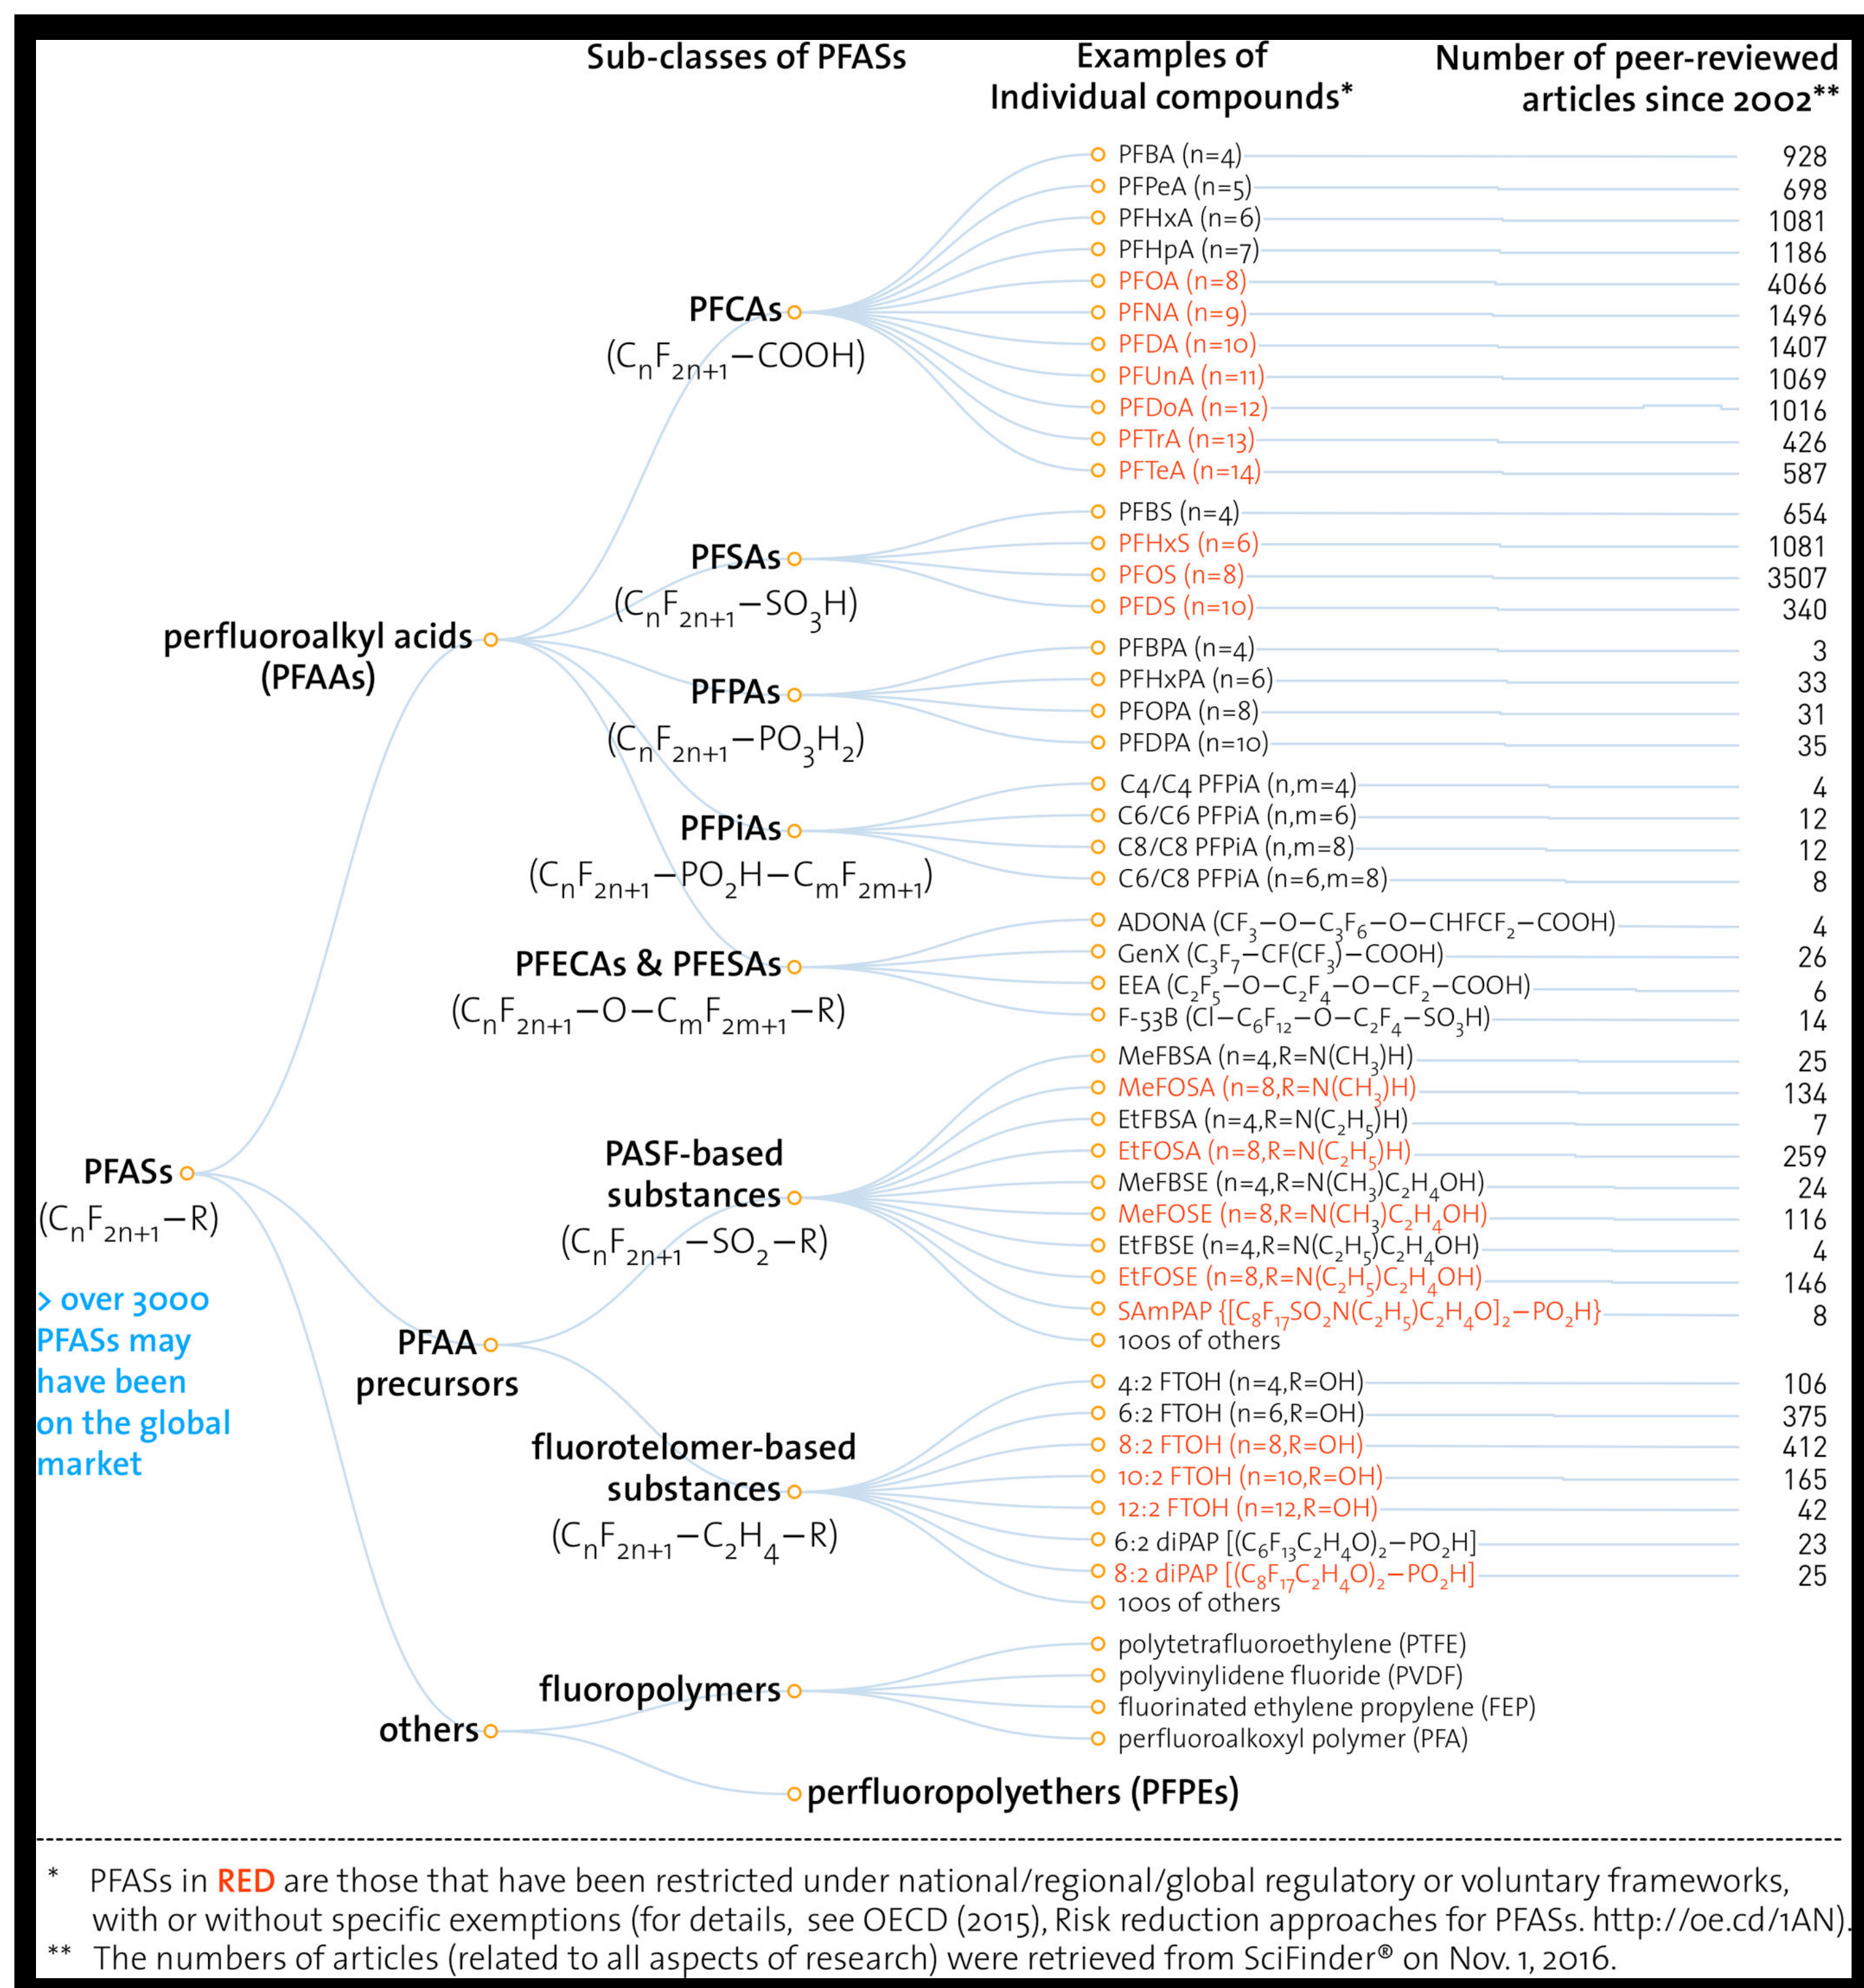 Sub-classes of PFASs
Examples of
Individual compounds*
Number of peer-reviewed
articles since 2002**
PFBA (n=4) 928
PFPeA (n=5) 698
PFHxA (n=6) 1081
PFHpA (n=7) 1186
PFOA (n=8) 4066
PFNA (n=9) 1496
PFDA (n=10) 1407
PFUnA (n=11) 1069
PFDoA (n=12) 1016
PFTrA (n=13) 426
PFTeA (n=14) 587
PFCAs
(CₙF₂ₙ₊₁–COOH)
PFBS (n=4) 654
PFHxS (n=6) 1081
PFOS (n=8) 3507
PFDS (n=10) 340
PFSAs
(CₙF₂ₙ₊₁–SO₃H)
perfluoroalkyl acids
(PFAAs)
PFBPA (n=4) 3
PFHxPA (n=6) 33
PFOPA (n=8) 31
PFDPA (n=10) 35
PFPAs
(CₙF₂ₙ₊₁–PO₃H₂)
C4/C4 PFPiA (n,m=4) 4
C6/C6 PFPiA (n,m=6) 12
C8/C8 PFPiA (n,m=8) 12
C6/C8 PFPiA (n=6,m=8) 8
PFPiAs
(CₙF₂ₙ₊₁–PO₂H–CₘF₂ₘ₊₁)
ADONA (CF₃–O–C₃F₆–O–CHFCF₂–COOH) 4
GenX (C₃F₇–CF(CF₃)–COOH) 26
EEA (C₂F₅–O–C₂F₄–O–CF₂–COOH) 6
F-53B (Cl–C₆F₁₂–O–C₂F₄–SO₃H) 14
PFECAs & PFESAs
(CₙF₂ₙ₊₁–O–CₘF₂ₘ₊₁–R)
MeFBSA (n=4,R=N(CH₃)H) 25
MeFOSA (n=8,R=N(CH₃)H) 134
EtFBSA (n=4,R=N(C₂H₅)H) 7
EtFOSA (n=8,R=N(C₂H₅)H) 259
MeFBSE (n=4,R=N(CH₃)C₂H₄OH) 24
MeFOSE (n=8,R=N(CH₃)C₂H₄OH) 116
EtFBSE (n=4,R=N(C₂H₅)C₂H₄OH) 4
EtFOSE (n=8,R=N(C₂H₅)C₂H₄OH) 146
SAmPAP {[C₈F₁₇SO₂N(C₂H₅)C₂H₄O]₂–PO₂H} 8
100s of others
PASF-based
substances
(CₙF₂ₙ₊₁–SO₂–R)
PFASs
(CₙF₂ₙ₊₁–R)
> over 3000
PFASs may
have been
on the global
market
PFAA
precursors
4:2 FTOH (n=4,R=OH) 106
6:2 FTOH (n=6,R=OH) 375
8:2 FTOH (n=8,R=OH) 412
10:2 FTOH (n=10,R=OH) 165
12:2 FTOH (n=12,R=OH) 42
6:2 diPAP [(C₆F₁₃C₂H₄O)₂–PO₂H] 23
8:2 diPAP [(C₈F₁₇C₂H₄O)₂–PO₂H] 25
100s of others
fluorotelomer-based
substances
(CₙF₂ₙ₊₁–C₂H₄–R)
polytetrafluoroethylene (PTFE)
polyvinylidene fluoride (PVDF)
fluorinated ethylene propylene (FEP)
perfluoroalkoxyl polymer (PFA)
fluoropolymers
others
perfluoropolyethers (PFPEs)
* PFASs in RED are those that have been restricted under national/regional/global regulatory or voluntary frameworks,
with or without specific exemptions (for details, see OECD (2015), Risk reduction approaches for PFASs. http://oe.cd/1AN).
** The numbers of articles (related to all aspects of research) were retrieved from SciFinder® on Nov. 1, 2016.